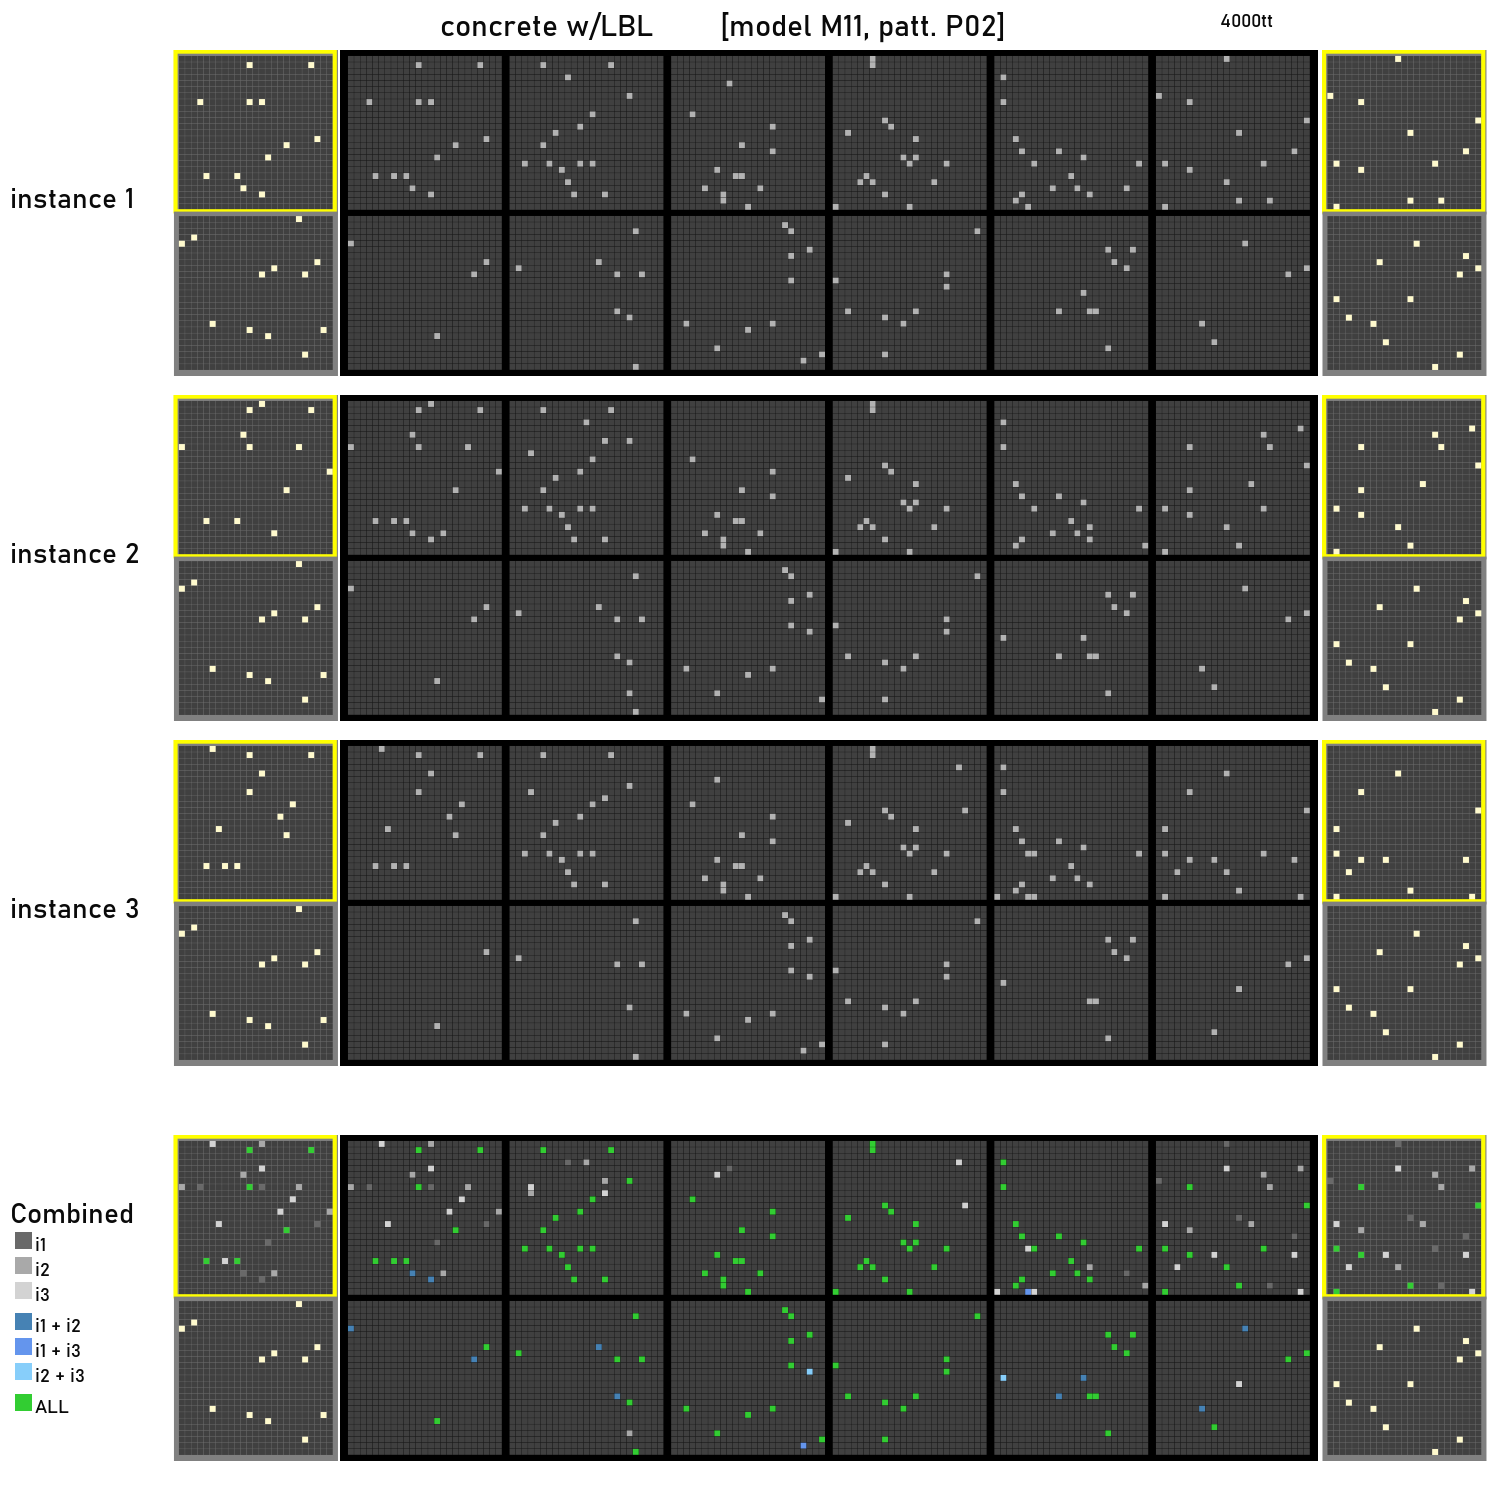 concrete w/LBL [model M11, patt. P02] 4000tt
instance 1
instance 2
instance 3
Combined
i1
i2
i3
i1 + i2
i1 + i3
i2 + i3
ALL